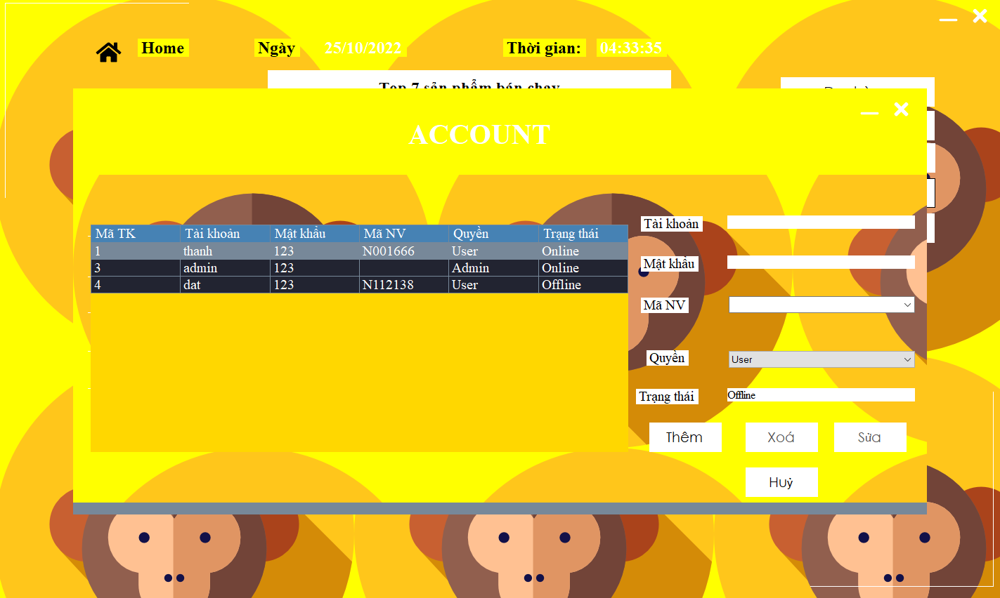 Home Ngày 25/10/2022 Thời gian: 04:33:35
Top 7 sản phẩm bán chạy
ACCOUNT
Mã TK Tài khoản Mật khẩu Mã NV Quyền Trạng thái
1 thanh 123 N001666 User Online
3 admin 123 Admin Online
4 dat 123 N112138 User Offline
Tài khoản
Mật khẩu
Mã NV
Quyền User
Trạng thái Offline
Thêm Xoá Sửa
Huỷ